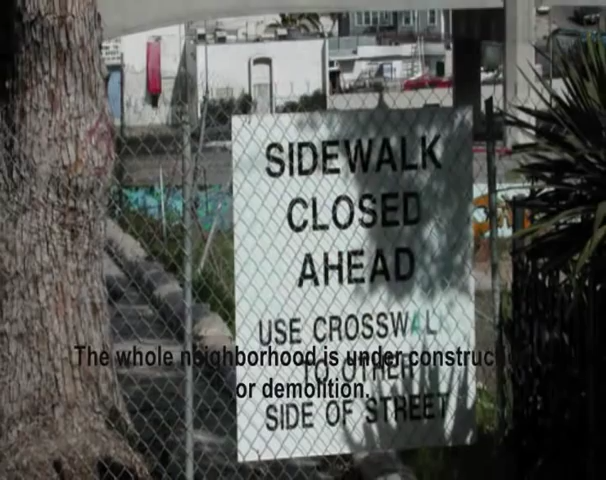 SIDEWALK
CLOSED
AHEAD
USE CROSSWAL
The whole neighborhood is under construc
TO OTHER
or demolition.
SIDE OF STREET